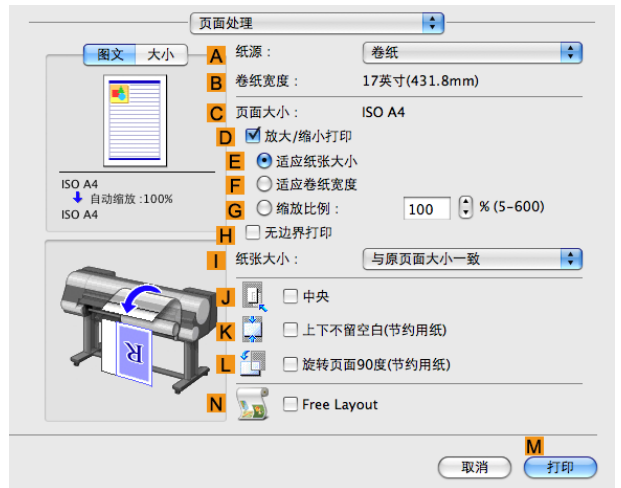 页面处理
图文 大小
A 纸源： 卷纸
B 卷纸宽度： 17英寸(431.8mm)
C 页面大小： ISO A4
D 放大/缩小打印
E 适应纸张大小
F 适应卷纸宽度
G 缩放比例： 100 % (5-600)
H 无边界打印
ISO A4
自动缩放:100%
ISO A4
I 纸张大小： 与原页面大小一致
J 中央
K 上下不留空白(节约用纸)
L 旋转页面90度(节约用纸)
N Free Layout
R
M
取消 打印